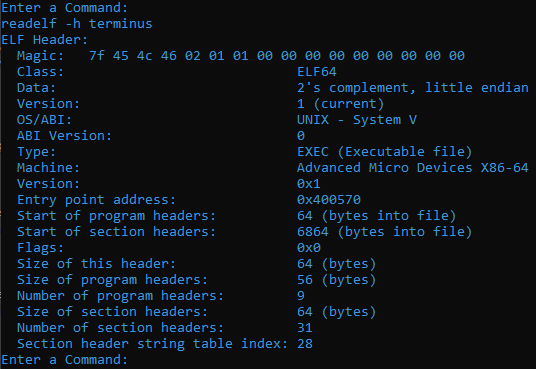 Enter a Command:
readelf -h terminus
ELF Header:
  Magic:   7f 45 4c 46 02 01 01 00 00 00 00 00 00 00 00 00
  Class:                             ELF64
  Data:                              2's complement, little endian
  Version:                           1 (current)
  OS/ABI:                            UNIX - System V
  ABI Version:                       0
  Type:                              EXEC (Executable file)
  Machine:                           Advanced Micro Devices X86-64
  Version:                           0x1
  Entry point address:               0x400570
  Start of program headers:          64 (bytes into file)
  Start of section headers:          6864 (bytes into file)
  Flags:                             0x0
  Size of this header:               64 (bytes)
  Size of program headers:           56 (bytes)
  Number of program headers:         9
  Size of section headers:           64 (bytes)
  Number of section headers:         31
  Section header string table index: 28
Enter a Command: